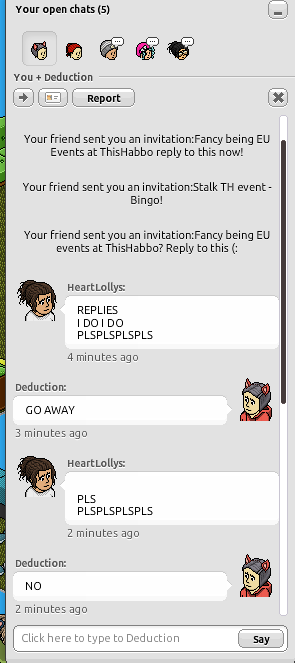 Your open chats (5)
You + Deduction
Report
Your friend sent you an invitation:Fancy being EU
Events at ThisHabbo reply to this now!
Your friend sent you an invitation:Stalk TH event -
Bingo!
Your friend sent you an invitation:Fancy being EU
events at ThisHabbo? Reply to this (:
HeartLollys:
REPLIES
I DO I DO
PLSPLSPLSPLS
4 minutes ago
Deduction:
GO AWAY
3 minutes ago
HeartLollys:
PLS
PLSPLSPLSPLS
2 minutes ago
Deduction:
NO
2 minutes ago
Click here to type to Deduction
Say